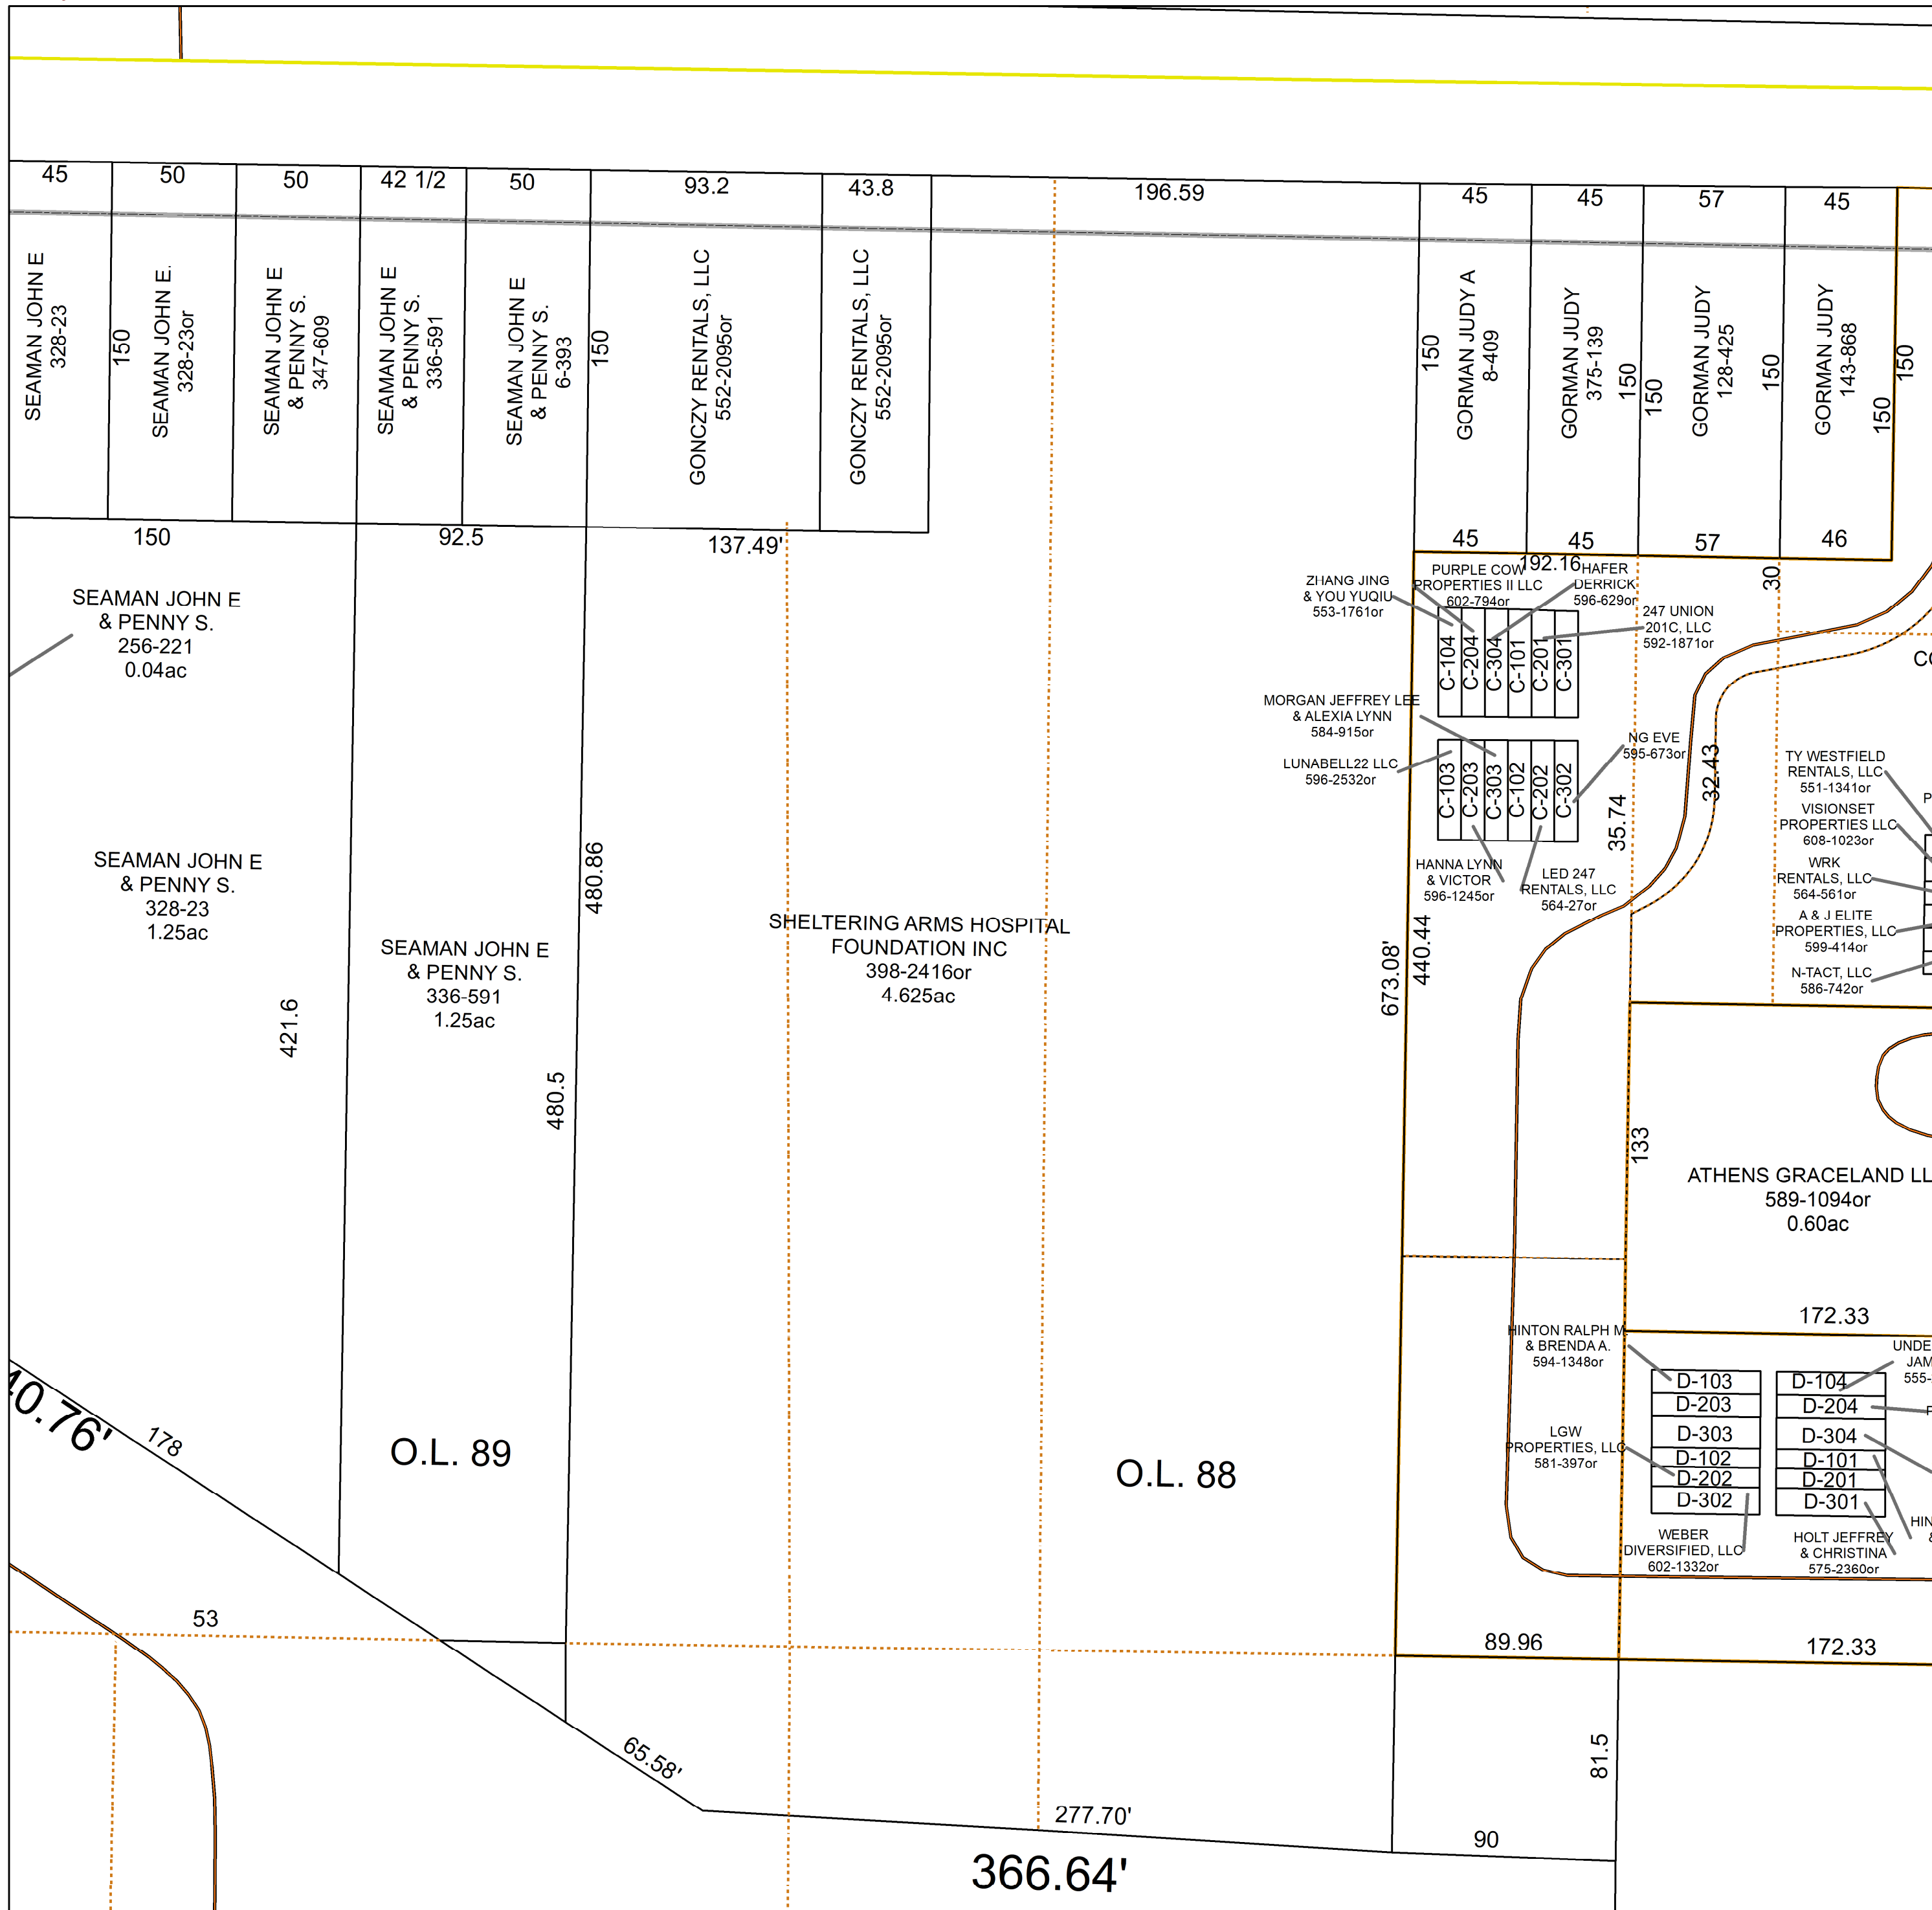 45
50
50
42 1/2
50
93.2
43.8
196.59
45
45
57
45
SEAMAN JOHN E
328-23
150
SEAMAN JOHN E.
328-23or
SEAMAN JOHN E
& PENNY S.
347-609
SEAMAN JOHN E
& PENNY S.
336-591
SEAMAN JOHN E
& PENNY S.
6-393
150
GONCZY RENTALS, LLC
552-2095or
GONCZY RENTALS, LLC
552-2095or
150
GORMAN JUDY A
8-409
GORMAN JUDY
375-139
150
150
GORMAN JUDY
128-425
150
GORMAN JUDY
143-868
150
150
150
92.5
137.49'
45
45
57
46
192.16
30
SEAMAN JOHN E
& PENNY S.
256-221
0.04ac
ZHANG JING
& YOU YUQIU
553-1761or
PURPLE COW
PROPERTIES II LLC
602-794or
HAFER
DERRICK
596-629or
247 UNION
201C, LLC
592-1871or
C-104
C-204
C-304
C-101
C-201
C-301
MORGAN JEFFREY LEE
& ALEXIA LYNN
584-915or
LUNABELL22 LLC
596-2532or
NG EVE
595-673or
C-103
C-203
C-303
C-102
C-202
C-302
HANNA LYNN
& VICTOR
596-1245or
LED 247
RENTALS, LLC
564-27or
35.74
32.43
TY WESTFIELD
RENTALS, LLC
551-1341or
VISIONSET
PROPERTIES LLC
608-1023or
WRK
RENTALS, LLC
564-561or
A & J ELITE
PROPERTIES, LLC
599-414or
N-TACT, LLC
586-742or
SEAMAN JOHN E
& PENNY S.
328-23
1.25ac
480.86
SEAMAN JOHN E
& PENNY S.
336-591
1.25ac
SHELTERING ARMS HOSPITAL
FOUNDATION INC
398-2416or
4.625ac
673.08'
440.44
421.6
480.5
133
ATHENS GRACELAND LL
589-1094or
0.60ac
172.33
HINTON RALPH M.
& BRENDA A.
594-1348or
UNDE
JAM
555-
D-103
D-203
D-303
D-102
D-202
D-302
D-104
D-204
D-304
D-101
D-201
D-301
LGW
PROPERTIES, LLC
581-397or
WEBER
DIVERSIFIED, LLC
602-1332or
HOLT JEFFREY
& CHRISTINA
575-2360or
HIN
&
40.76'
178
O.L. 89
O.L. 88
53
89.96
172.33
65.58'
81.5
277.70'
90
366.64'